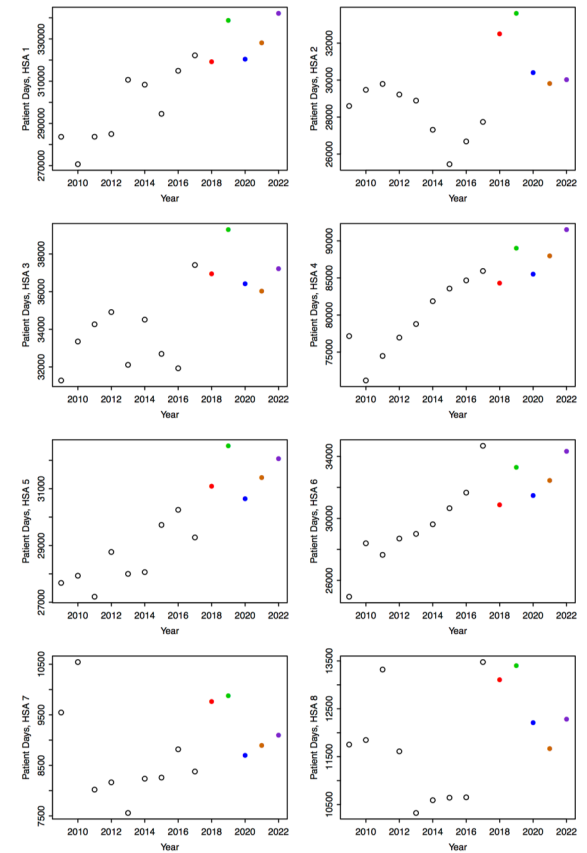 Patient Days, HSA 1
270000 290000 310000 330000
2010 2012 2014 2016 2018 2020 2022
Year
Patient Days, HSA 2
26000 28000 30000 32000
2010 2012 2014 2016 2018 2020 2022
Year
Patient Days, HSA 3
32000 34000 36000 38000
2010 2012 2014 2016 2018 2020 2022
Year
Patient Days, HSA 4
75000 80000 85000 90000
2010 2012 2014 2016 2018 2020 2022
Year
Patient Days, HSA 5
27000 29000 31000
2010 2012 2014 2016 2018 2020 2022
Year
Patient Days, HSA 6
26000 30000 34000
2010 2012 2014 2016 2018 2020 2022
Year
Patient Days, HSA 7
7500 8500 9500 10500
2010 2012 2014 2016 2018 2020 2022
Year
Patient Days, HSA 8
10500 11500 12500 13500
2010 2012 2014 2016 2018 2020 2022
Year